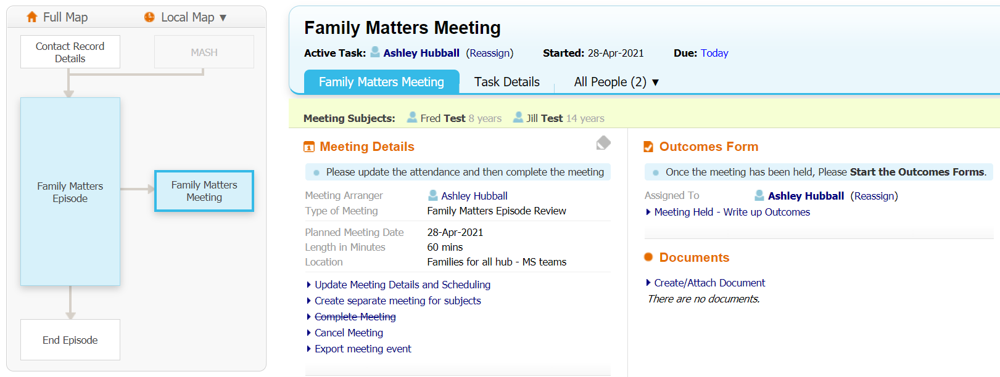 Full Map
Local Map ▼
Contact Record
Details
MASH
Family Matters
Episode
Family Matters
Meeting
End Episode
Family Matters Meeting
Active Task: Ashley Hubball (Reassign) Started: 28-Apr-2021 Due: Today
Family Matters Meeting Task Details All People (2) ▼
Meeting Subjects: Fred Test 8 years Jill Test 14 years
Meeting Details
Please update the attendance and then complete the meeting
Meeting Arranger Ashley Hubball
Type of Meeting Family Matters Episode Review
Planned Meeting Date 28-Apr-2021
Length in Minutes 60 mins
Location Families for all hub - MS teams
Update Meeting Details and Scheduling
Create separate meeting for subjects
Complete Meeting
Cancel Meeting
Export meeting event
Outcomes Form
Once the meeting has been held, Please Start the Outcomes Forms.
Assigned To Ashley Hubball (Reassign)
Meeting Held - Write up Outcomes
Documents
Create/Attach Document
There are no documents.